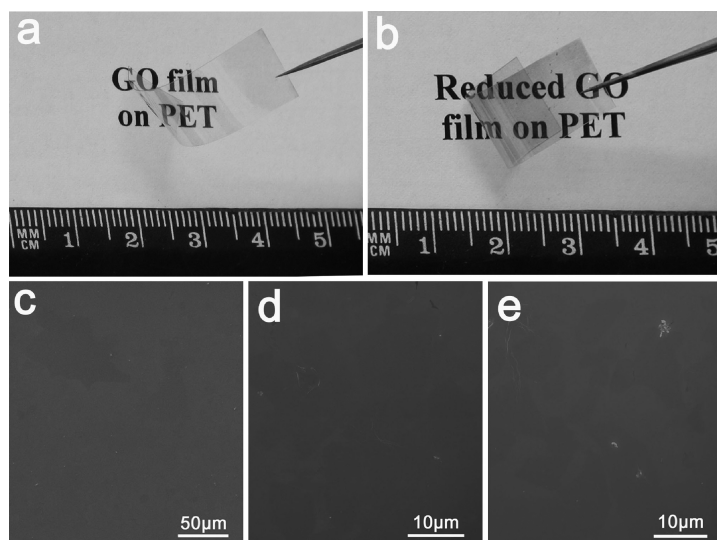 a
GO film
on PET
MM
CM 1 2 3 4 5
b
Reduced GO
film on PET
MM
CM 1 2 3 4 5
c
50µm
d
10µm
e
10µm